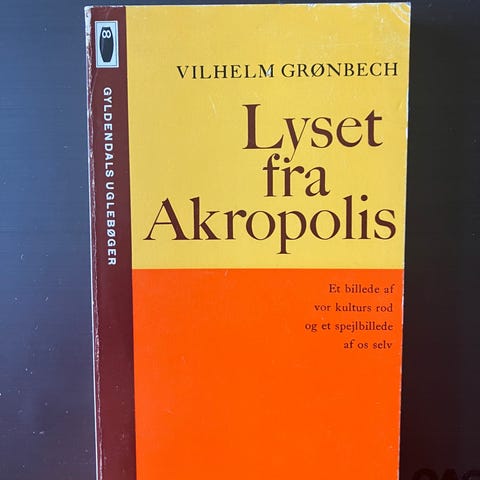 8
GYLDENDALS UGLEBØGER
VILHELM GRØNBECH
Lyset
fra
Akropolis
Et billede af
vor kulturs rod
og et spejlbillede
af os selv